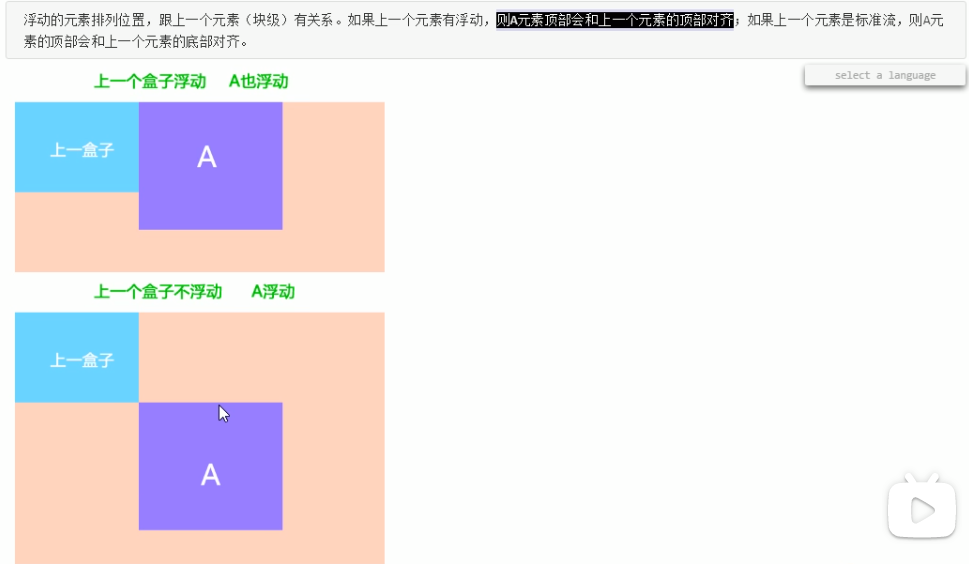 浮动的元素排列位置，跟上一个元素（块级）有关系。如果上一个元素有浮动，则A元素顶部会和上一个元素的顶部对齐；如果上一个元素是标准流，则A元
素的顶部会和上一个元素的底部对齐。
select a language
上一个盒子浮动 A也浮动
上一盒子
A
上一个盒子不浮动 A浮动
上一盒子
A